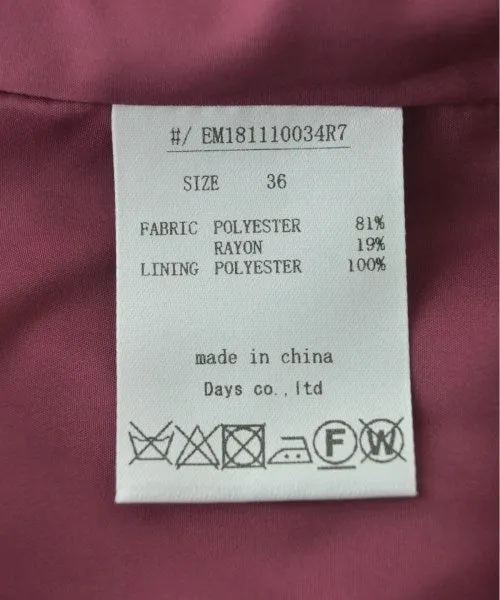 #/ EM181110034R7
SIZE 36
FABRIC POLYESTER 81%
RAYON 19%
LINING POLYESTER 100%
made in china
Days co.,ltd
F W